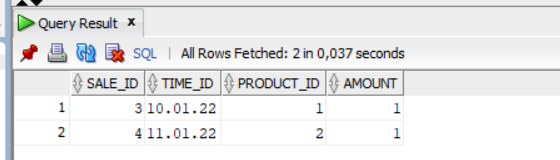 Query Result x
SQL | All Rows Fetched: 2 in 0,037 seconds
SALE_ID TIME_ID PRODUCT_ID AMOUNT
1 3 10.01.22 1 1
2 4 11.01.22 2 1